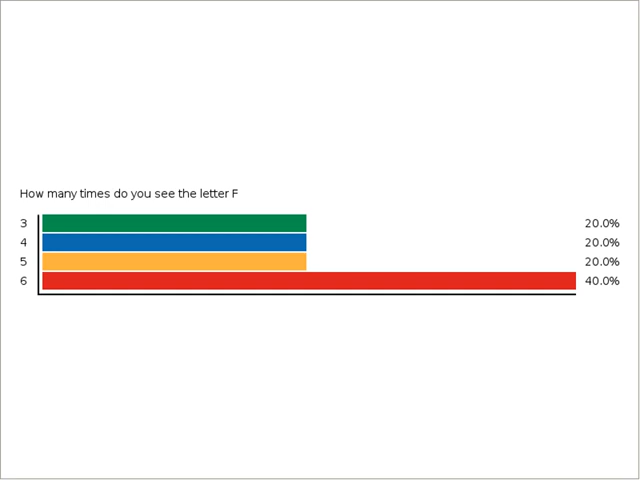 How many times do you see the letter F
3 20.0%
4 20.0%
5 20.0%
6 40.0%